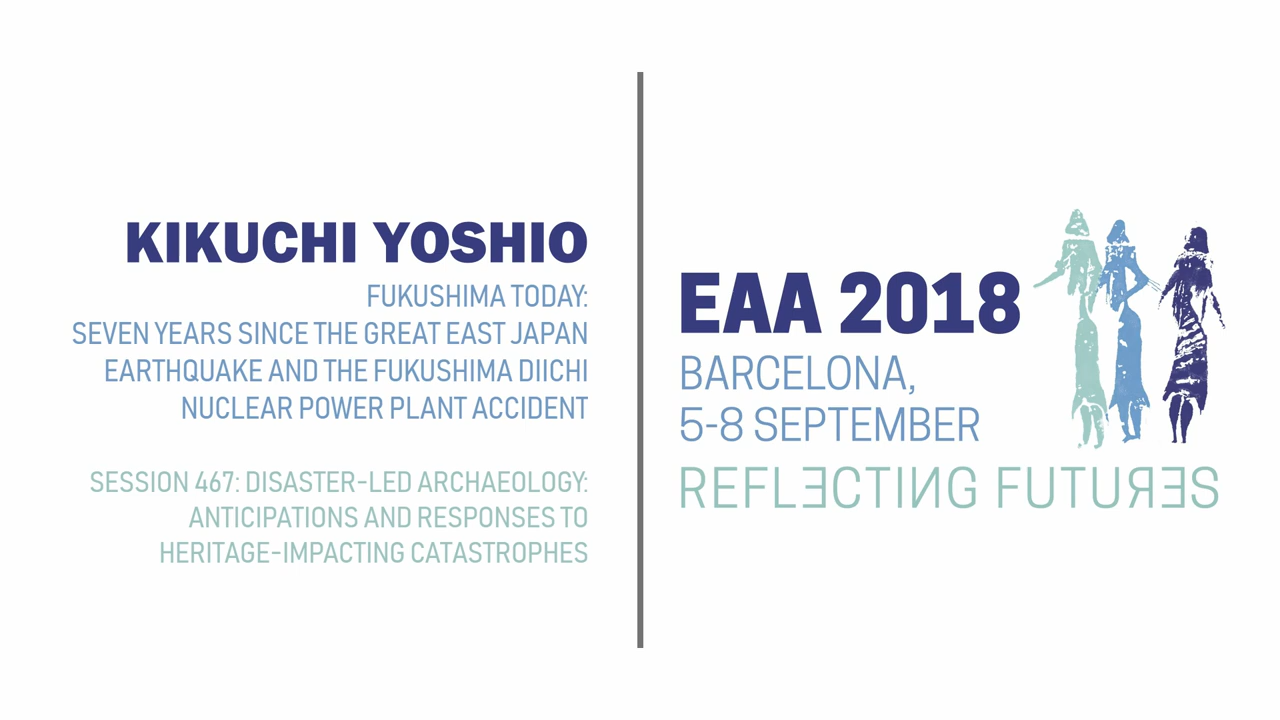 KIKUCHI YOSHIO
FUKUSHIMA TODAY:
SEVEN YEARS SINCE THE GREAT EAST JAPAN
EARTHQUAKE AND THE FUKUSHIMA DIICHI
NUCLEAR POWER PLANT ACCIDENT
SESSION 467: DISASTER-LED ARCHAEOLOGY:
ANTICIPATIONS AND RESPONSES TO
HERITAGE-IMPACTING CATASTROPHES
EAA 2018
BARCELONA,
5-8 SEPTEMBER
REFLECTING FUTURES